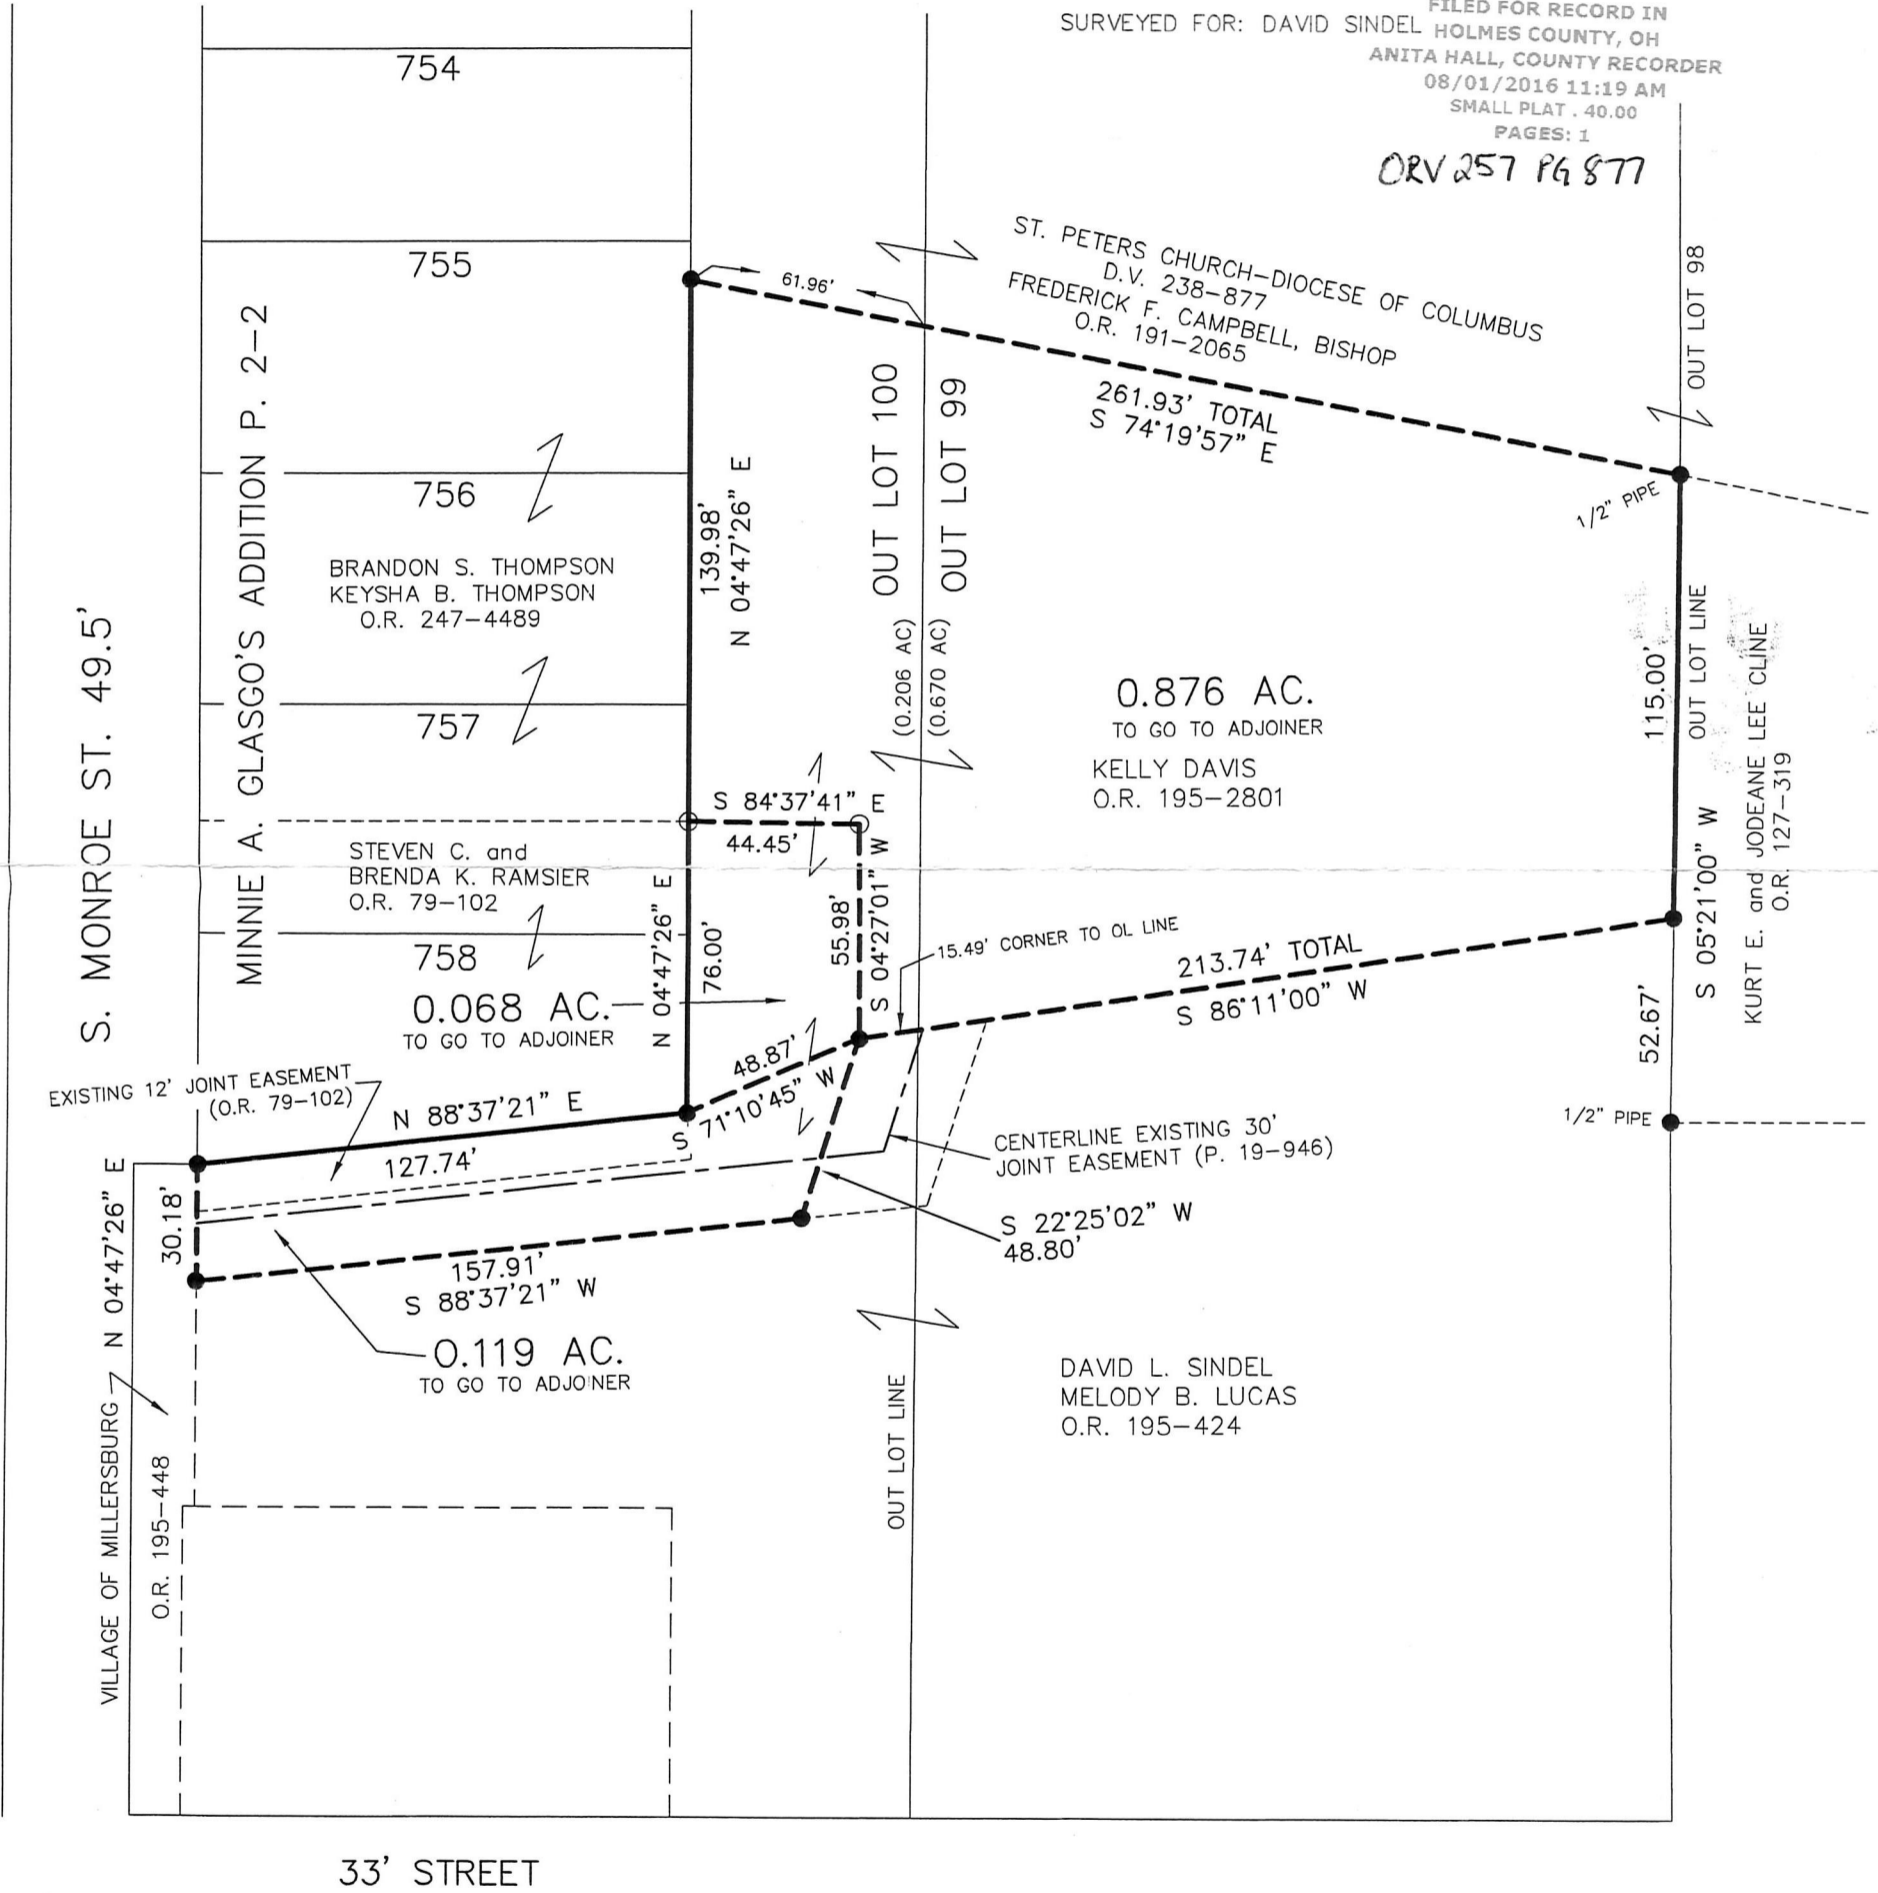 SURVEYED FOR: DAVID SINDEL
FILED FOR RECORD IN
HOLMES COUNTY, OH
ANITA HALL, COUNTY RECORDER
08/01/2016 11:19 AM
SMALL PLAT . 40.00
PAGES: 1
ORV 257 PG 877
754
755
756
757
758
S. MONROE ST. 49.5'
MINNIE A. GLASGO'S ADDITION P. 2-2
BRANDON S. THOMPSON
KEYSHA B. THOMPSON
O.R. 247-4489
139.98'
N 04°47'26" E
61.96'
OUT LOT 100
OUT LOT 99
(0.206 AC)
(0.670 AC)
ST. PETERS CHURCH-DIOCESE OF COLUMBUS
D.V. 238-877
FREDERICK F. CAMPBELL, BISHOP
O.R. 191-2065
261.93' TOTAL
S 74°19'57" E
OUT LOT 98
1/2" PIPE
115.00'
OUT LOT LINE
S 05°21'00" W
KURT E. and JODEANE LEE CLINE
O.R. 127-319
0.876 AC.
TO GO TO ADJOINER
KELLY DAVIS
O.R. 195-2801
S 84°37'41" E
44.45'
55.98'
S 04°27'01" W
STEVEN C. and
BRENDA K. RAMSIER
O.R. 79-102
N 04°47'26" E
76.00'
0.068 AC.
TO GO TO ADJOINER
15.49' CORNER TO OL LINE
213.74' TOTAL
S 86°11'00" W
52.67'
1/2" PIPE
48.87'
S 71°10'45" W
EXISTING 12' JOINT EASEMENT
(O.R. 79-102)
N 88°37'21" E
127.74'
CENTERLINE EXISTING 30'
JOINT EASEMENT (P. 19-946)
S 22°25'02" W
48.80'
N 04°47'26" E
30.18'
157.91'
S 88°37'21" W
0.119 AC.
TO GO TO ADJOINER
VILLAGE OF MILLERSBURG
O.R. 195-448
OUT LOT LINE
DAVID L. SINDEL
MELODY B. LUCAS
O.R. 195-424
33' STREET